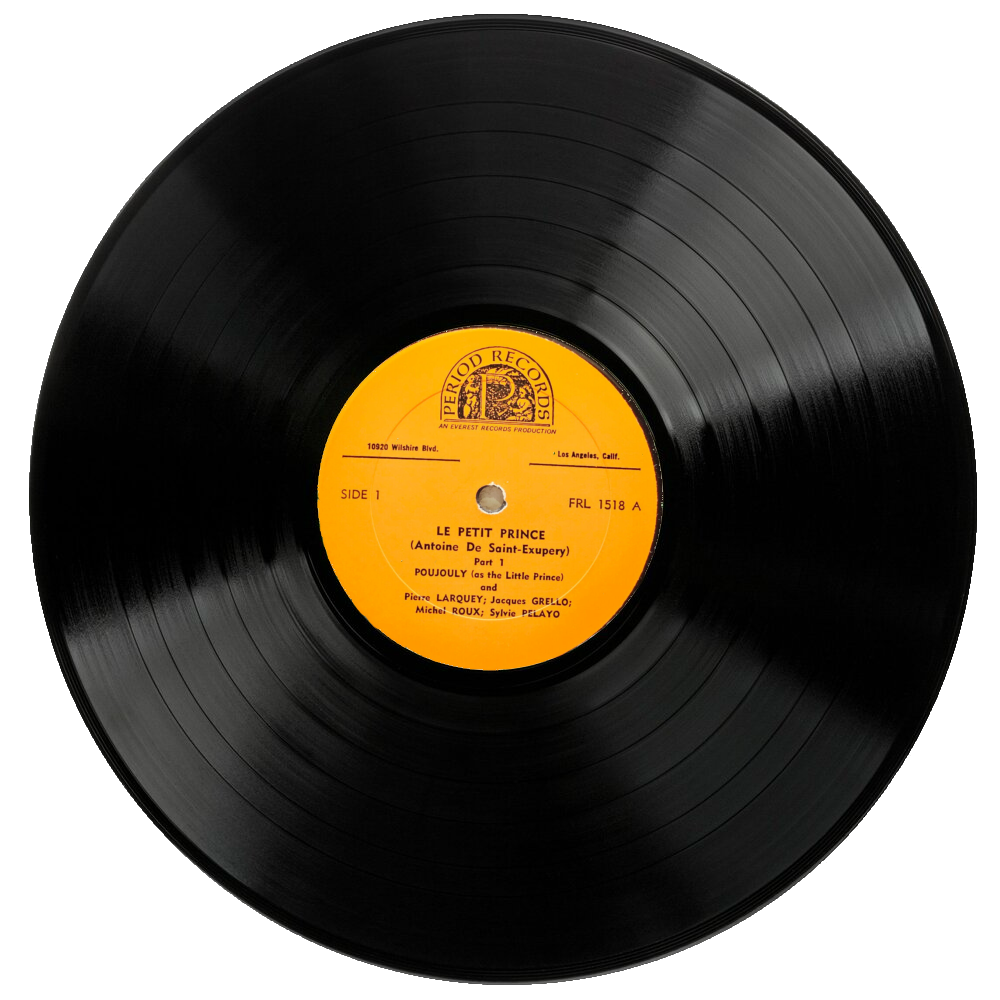 PERIOD RECORDS
P
AN EVEREST RECORDS PRODUCTION
10920 Wilshire Blvd. Los Angeles, Calif.
SIDE 1 FRL 1518 A
LE PETIT PRINCE
(Antoine De Saint-Exupery)
Part 1
POUJOULY (as the Little Prince)
and
Pierre LARQUEY; Jacques GRELLO;
Michel ROUX; Sylvie PELAYO